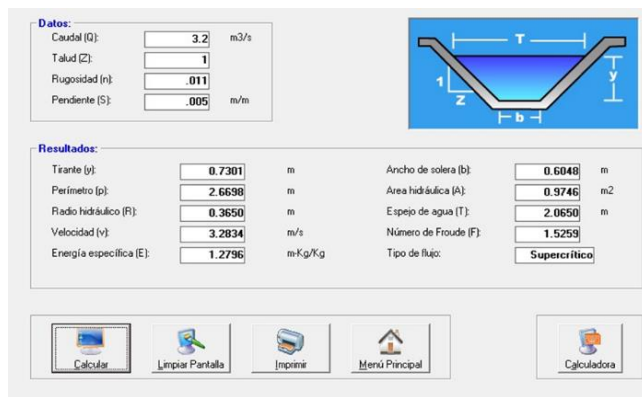 Datos:
Caudal (Q): 3.2 m3/s
Talud (Z): 1
Rugosidad (n): .011
Pendiente (S): .005 m/m
T
1
Z
b
y
Resultados:
Tirante (y): 0.7301 m Ancho de solera (b): 0.6048 m
Perímetro (p): 2.6698 m Area hidráulica (A): 0.9746 m2
Radio hidráulico (R): 0.3650 m Espejo de agua (T): 2.0650 m
Velocidad (v): 3.2834 m/s Número de Froude (F): 1.5259
Energía específica (E): 1.2796 m-Kg/Kg Tipo de flujo: Supercrítico
Calcular Limpiar Pantalla Imprimir Menú Principal Calculadora